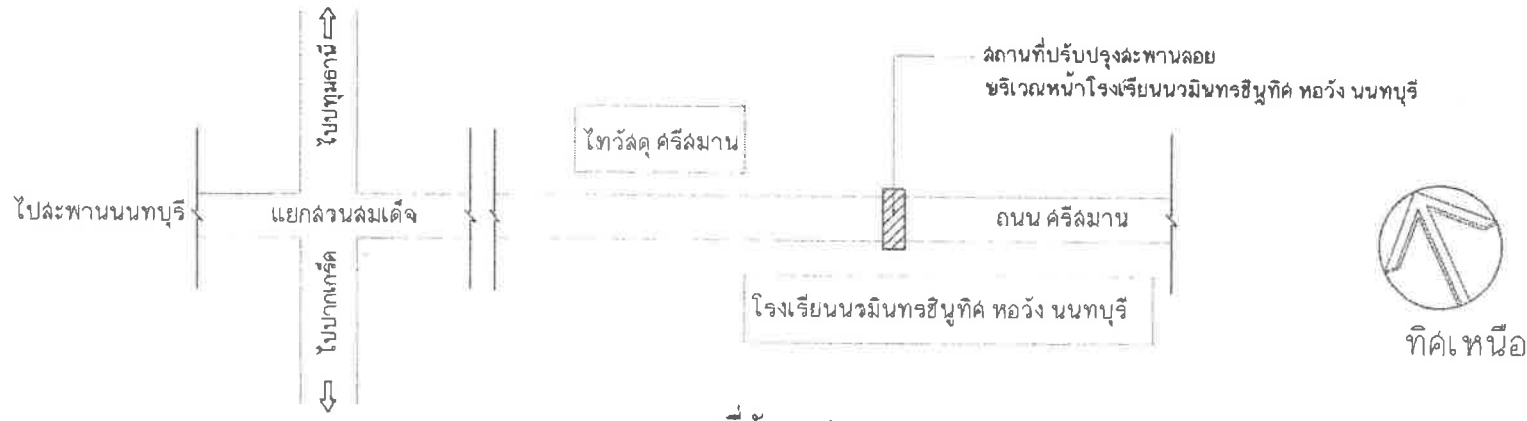 ไปปทุมธานี
สถานที่ปรับปรุงสะพานลอย
บริเวณหน้าโรงเรียนนวมินทรชินูทิศ หอวัง นนทบุรี
ไทวัสดุ ศรีสมาน
ไปสะพานนนทบุรี
แยกสวนสมเด็จ
ถนน ศรีสมาน
ไปปากเกร็ด
โรงเรียนนวมินทรชินูทิศ หอวัง นนทบุรี
ทิศเหนือ